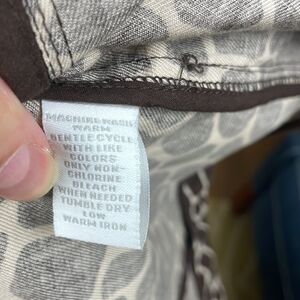 MACHINE WASH
WARM
GENTLE CYCLE
WITH LIKE
COLORS
ONLY NON-
CHLORINE
BLEACH
WHEN NEEDED
TUMBLE DRY
LOW
WARM IRON